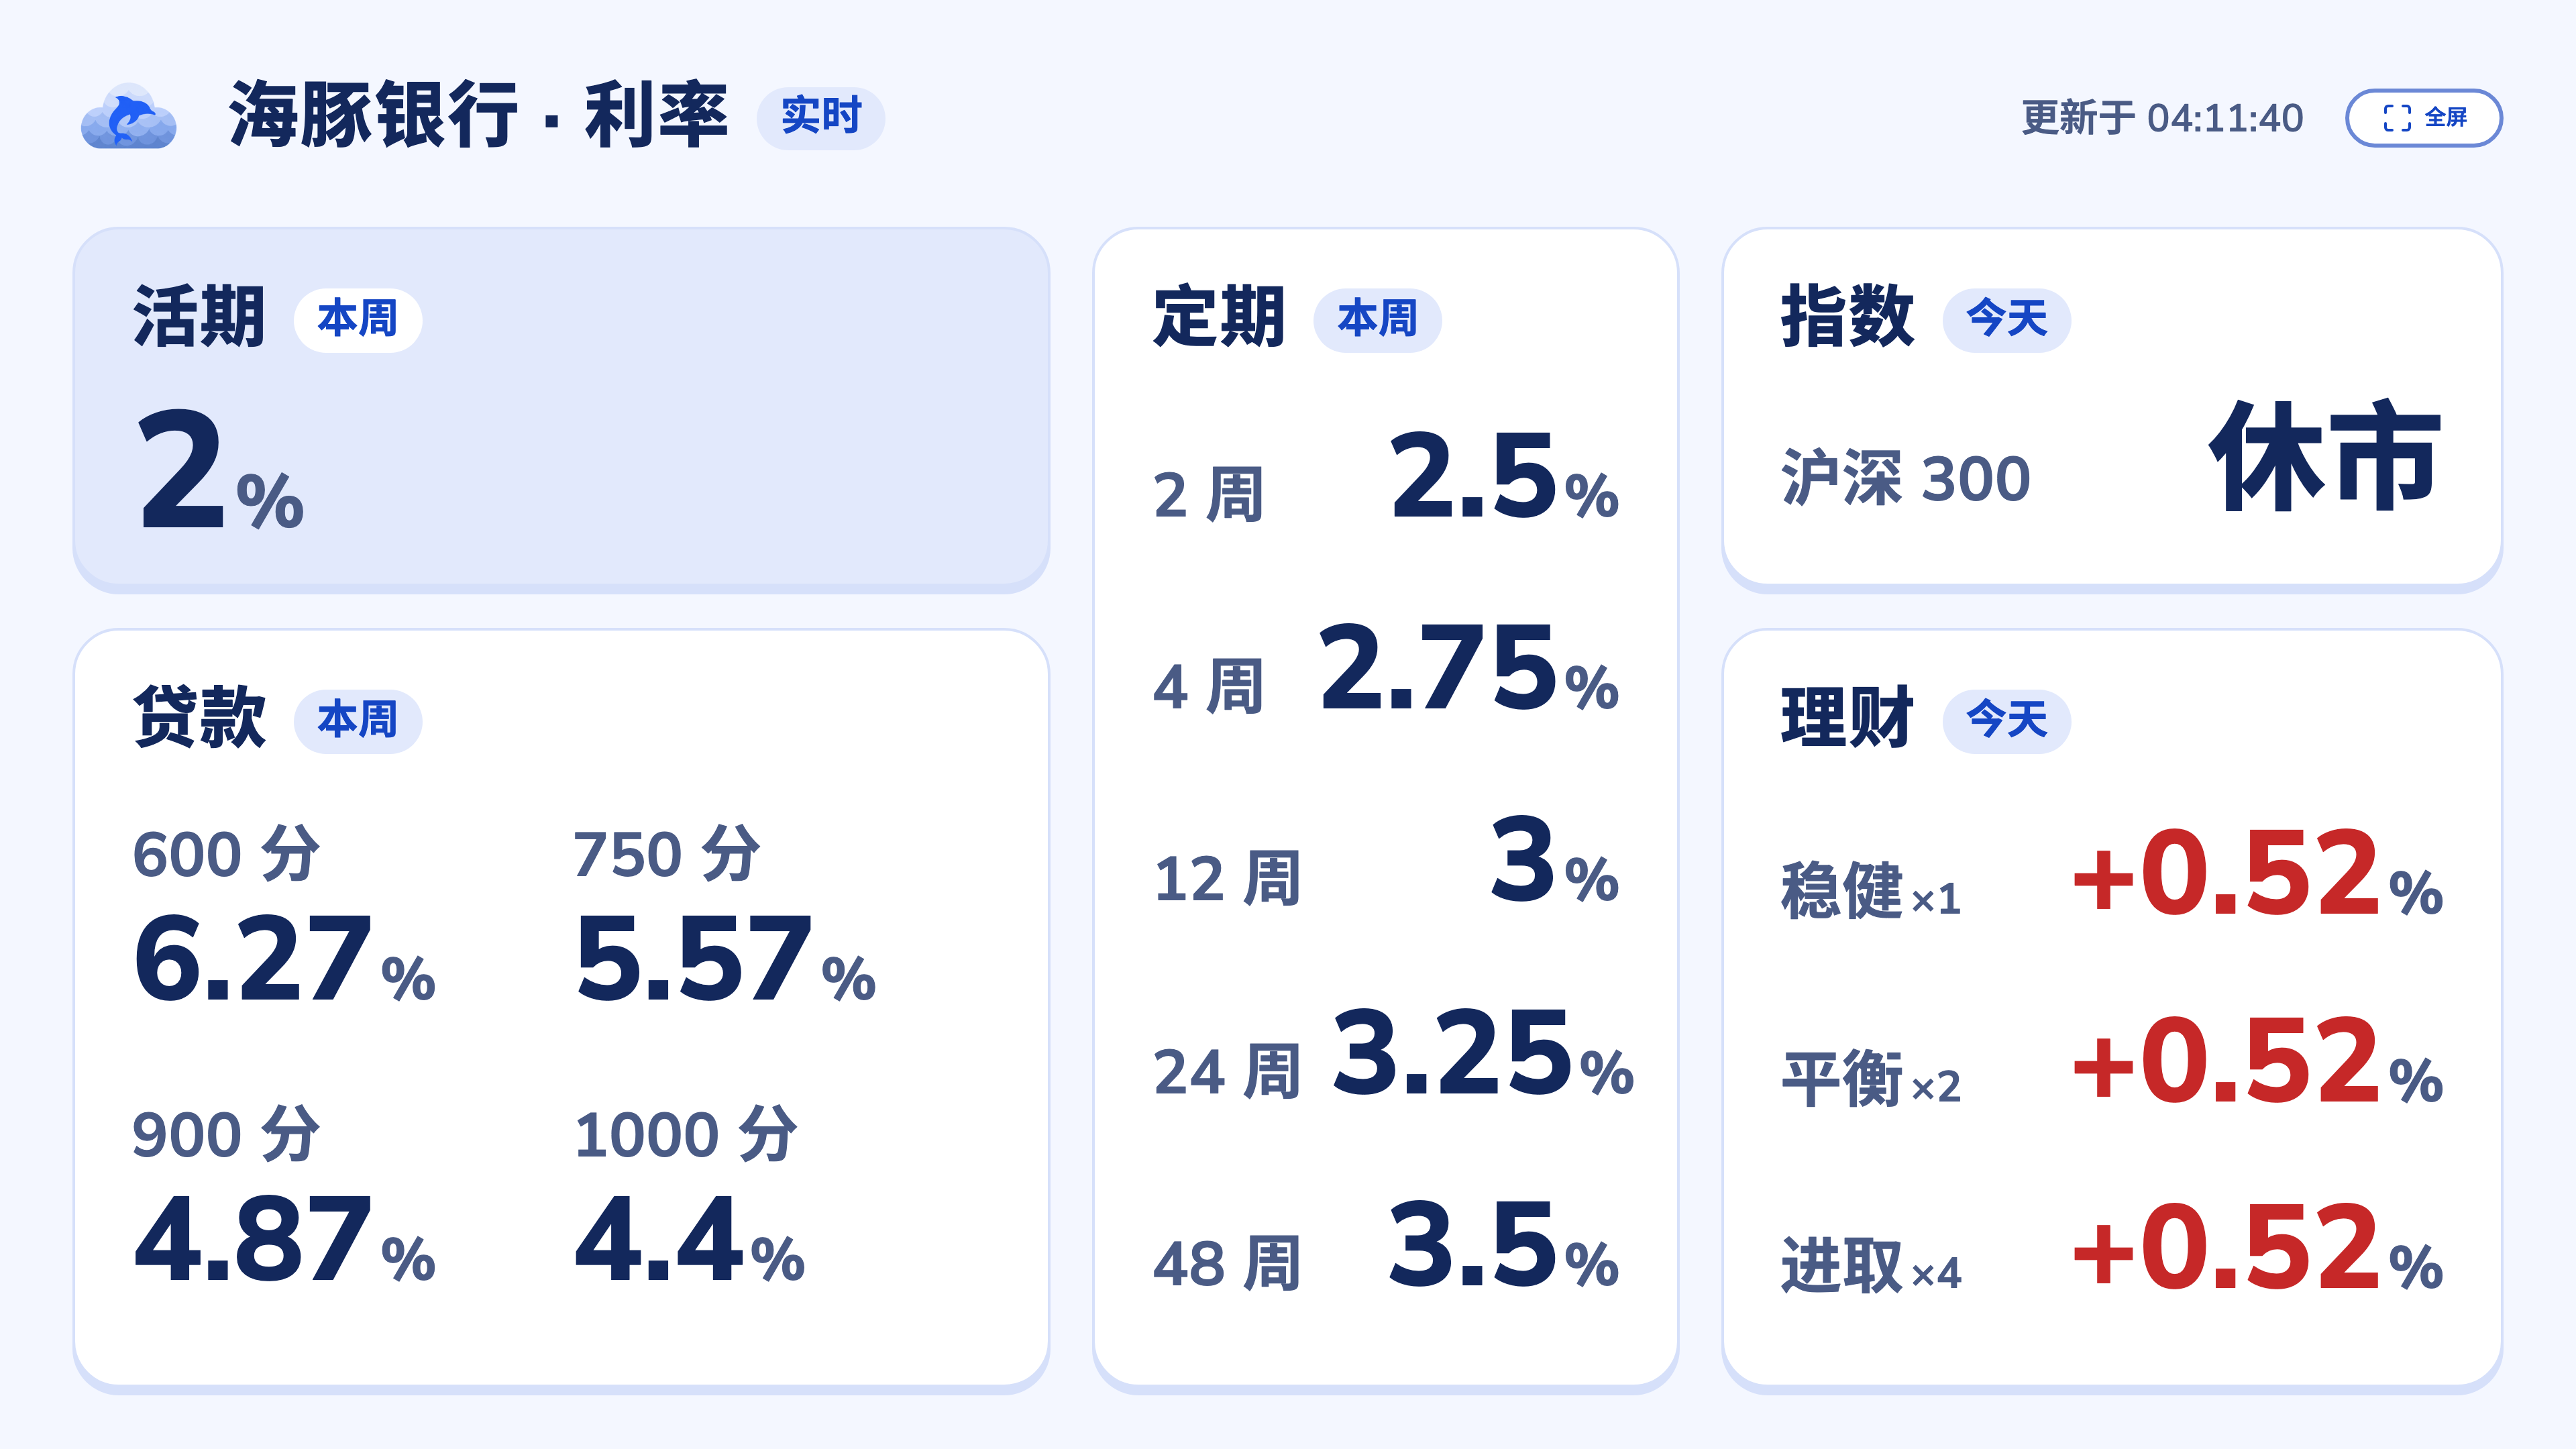 海豚银行 · 利率 实时
更新于 04:11:40 全屏
活期 本周
2%
贷款 本周
600 分
6.27%
750 分
5.57%
900 分
4.87%
1000 分
4.4%
定期 本周
2 周 2.5%
4 周 2.75%
12 周 3%
24 周 3.25%
48 周 3.5%
指数 今天
沪深 300 休市
理财 今天
稳健 ×1 +0.52%
平衡 ×2 +0.52%
进取 ×4 +0.52%